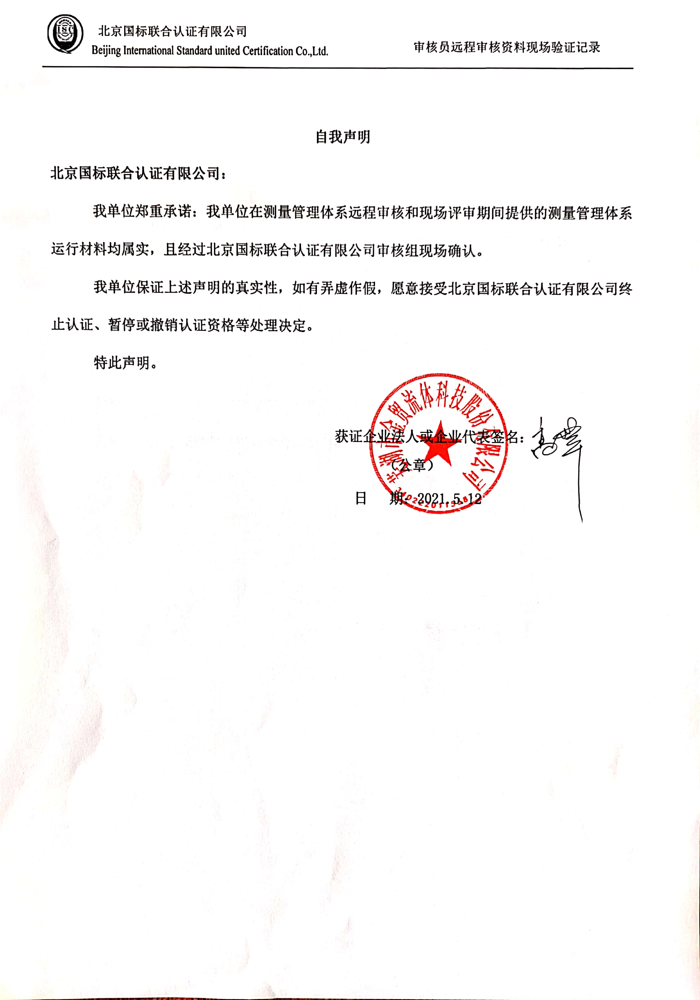 ISC
北京国标联合认证有限公司
Beijing International Standard united Certification Co.,Ltd.
审核员远程审核资料现场验证记录
自我声明
北京国标联合认证有限公司：
我单位郑重承诺：我单位在测量管理体系远程审核和现场评审期间提供的测量管理体系
运行材料均属实，且经过北京国标联合认证有限公司审核组现场确认。
我单位保证上述声明的真实性，如有弄虚作假，愿意接受北京国标联合认证有限公司终
止认证、暂停或撤销认证资格等处理决定。
特此声明。
芜湖市金贸流体科技股份有限公司
获证企业法人或企业代表签名：
（公章）
日 期：2021.5.12